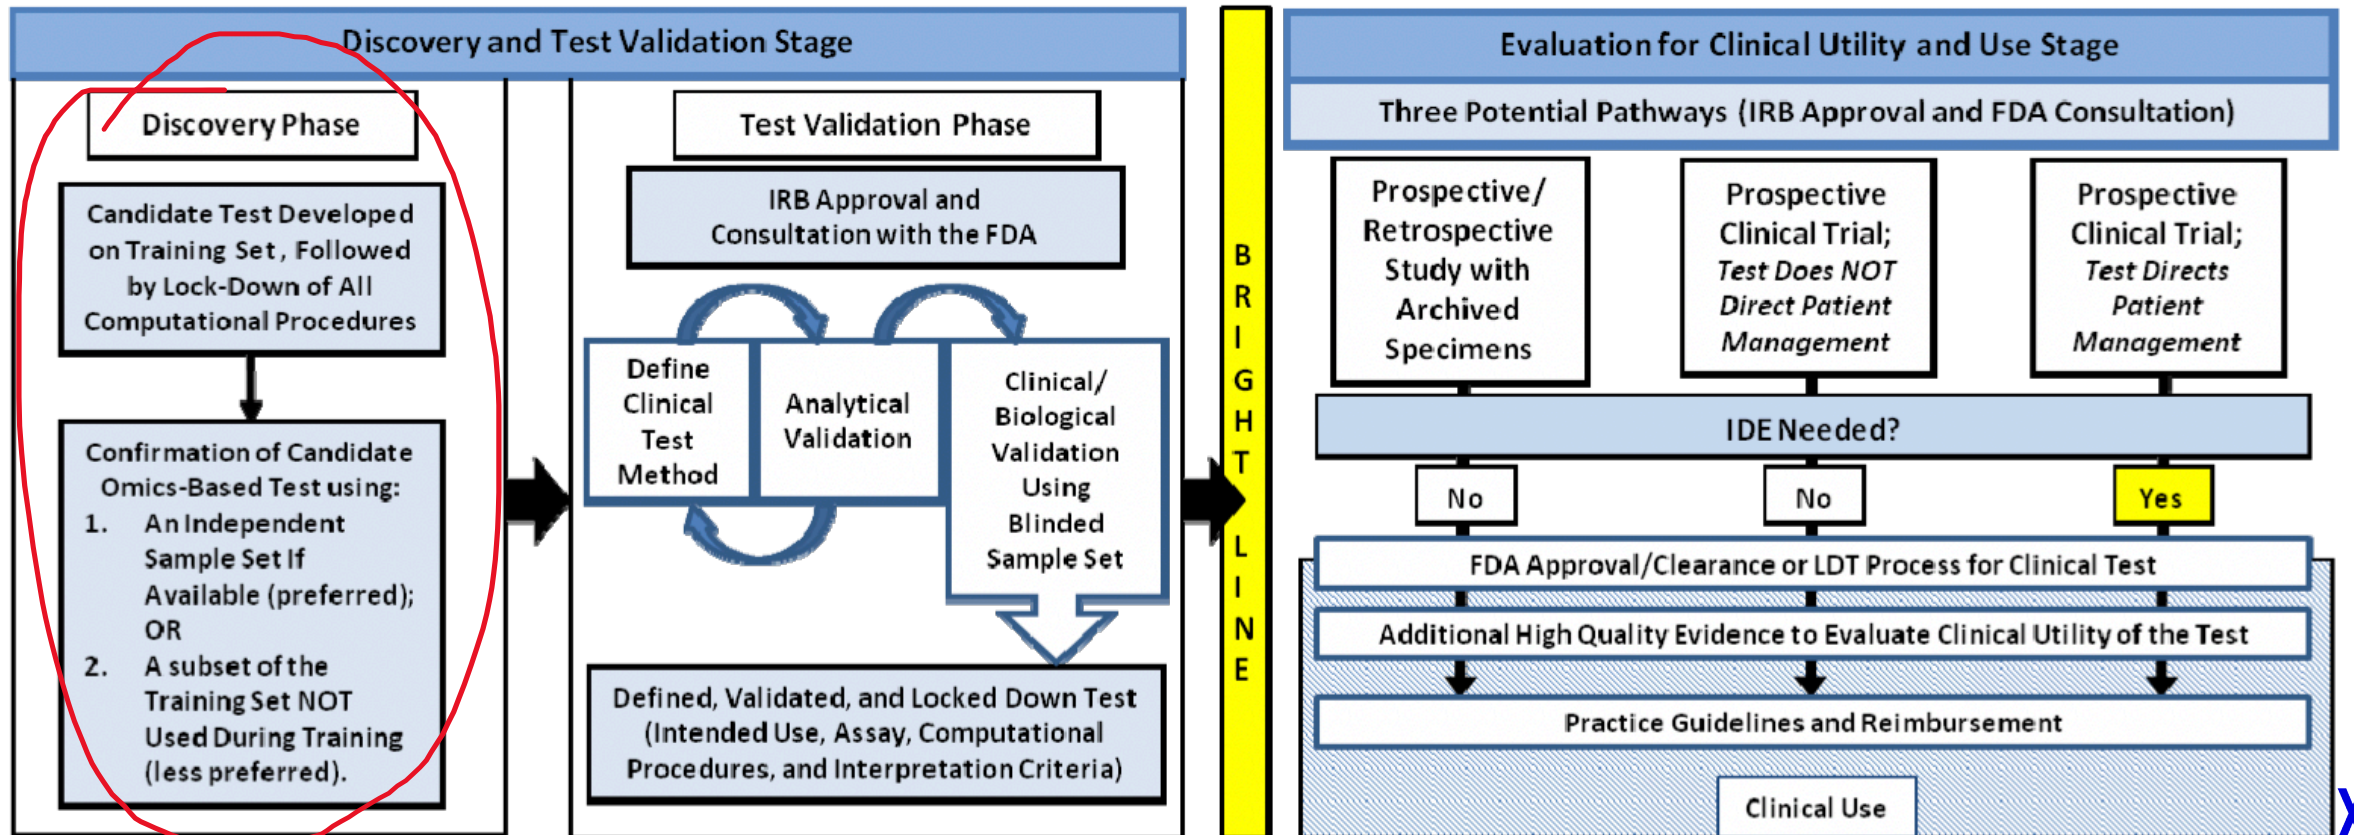 Discovery and Test Validation Stage
Discovery Phase
Candidate Test Developed
on Training Set, Followed
by Lock-Down of All
Computational Procedures
Confirmation of Candidate
Omics-Based Test using:
1. An Independent
Sample Set If
Available (preferred);
OR
2. A subset of the
Training Set NOT
Used During Training
(less preferred).
Test Validation Phase
IRB Approval and
Consultation with the FDA
Define
Clinical
Test
Method
Analytical
Validation
Clinical/
Biological
Validation
Using
Blinded
Sample Set
Defined, Validated, and Locked Down Test
(Intended Use, Assay, Computational
Procedures, and Interpretation Criteria)
BRIGHT LINE
Evaluation for Clinical Utility and Use Stage
Three Potential Pathways (IRB Approval and FDA Consultation)
Prospective/
Retrospective
Study with
Archived
Specimens
Prospective
Clinical Trial;
Test Does NOT
Direct Patient
Management
Prospective
Clinical Trial;
Test Directs
Patient
Management
IDE Needed?
No
No
Yes
FDA Approval/Clearance or LDT Process for Clinical Test
Additional High Quality Evidence to Evaluate Clinical Utility of the Test
Practice Guidelines and Reimbursement
Clinical Use